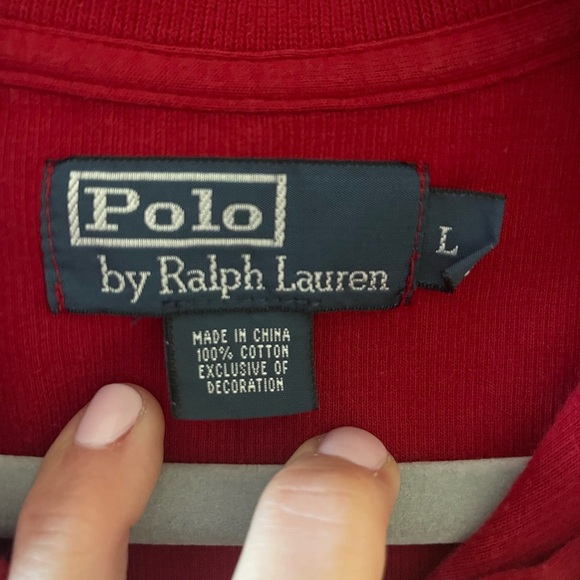 Polo
by Ralph Lauren
L
MADE IN CHINA
100% COTTON
EXCLUSIVE OF
DECORATION